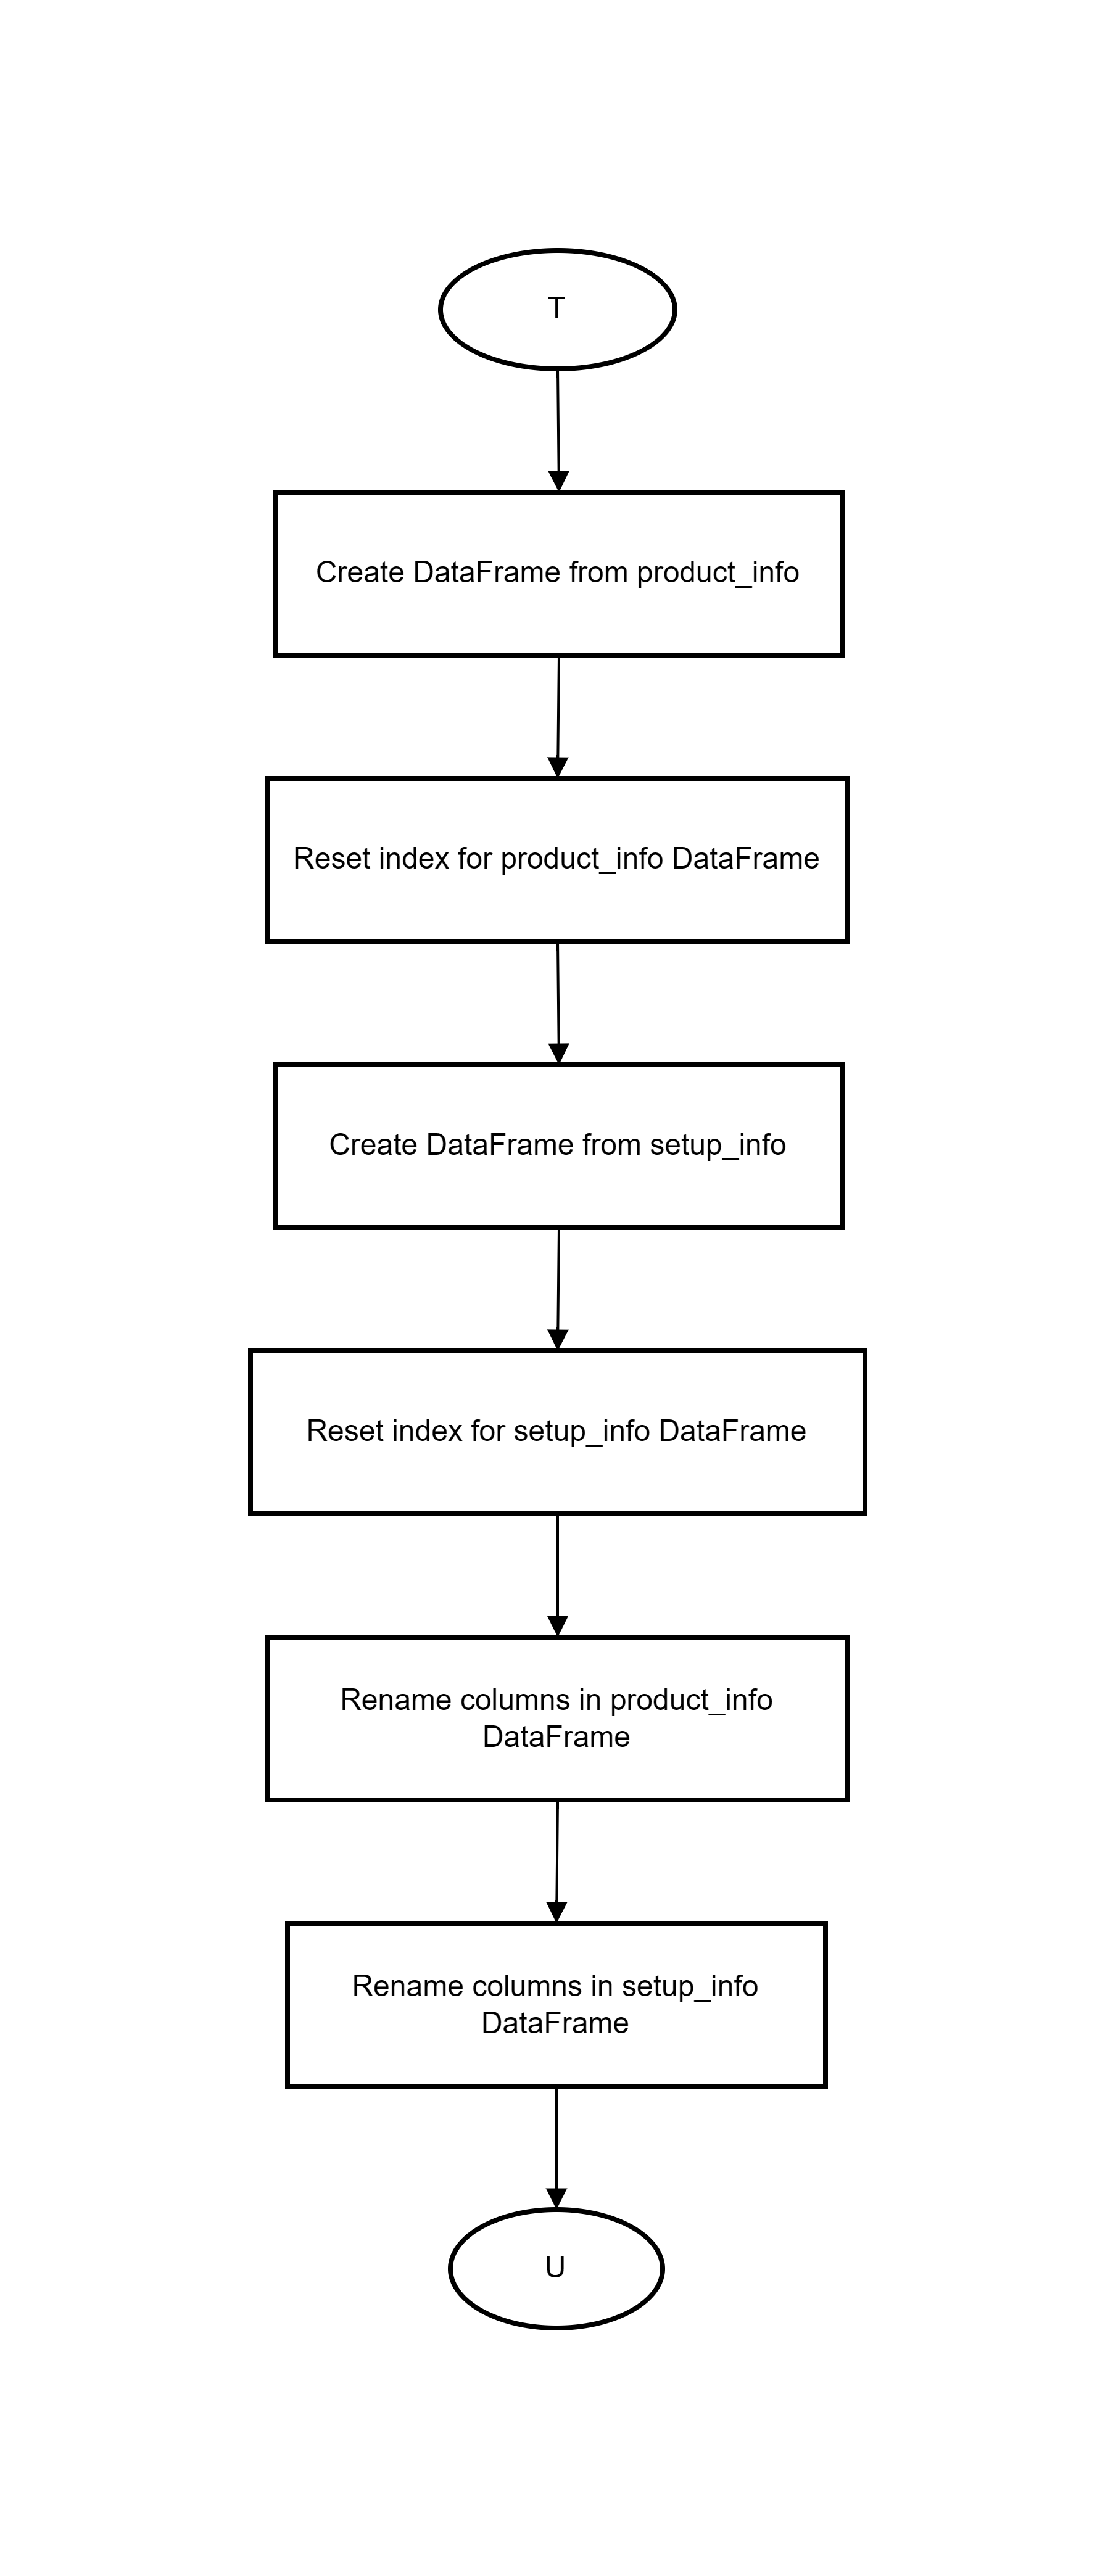 T
Create DataFrame from product_info
Reset index for product_info DataFrame
Create DataFrame from setup_info
Reset index for setup_info DataFrame
Rename columns in product_info
DataFrame
Rename columns in setup_info
DataFrame
U